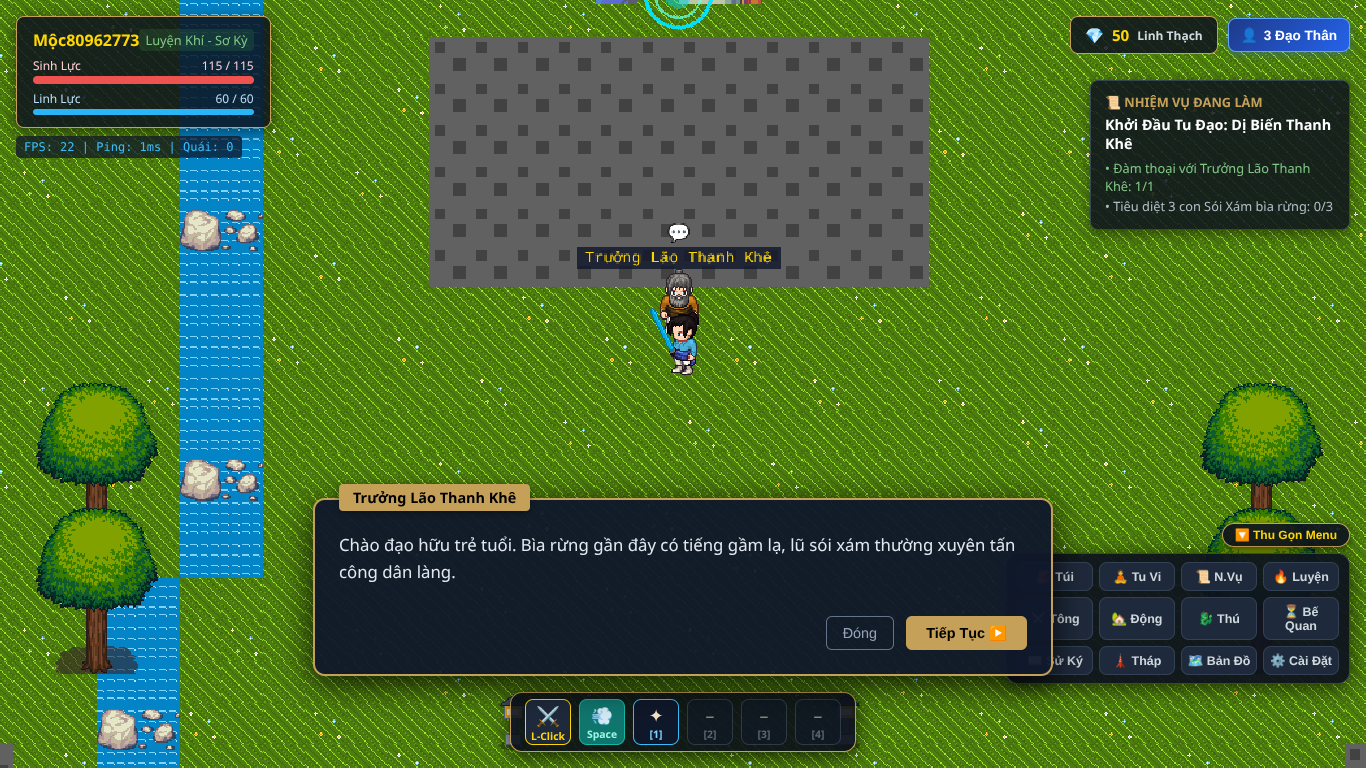 Mộc80962773 Luyện Khí - Sơ Kỳ
Sinh Lực 115 / 115
Linh Lực 60 / 60
FPS: 22 | Ping: 1ms | Quái: 0
50 Linh Thạch
3 Đạo Thân
NHIỆM VỤ ĐANG LÀM
Khởi Đầu Tu Đạo: Dị Biến Thanh
Khê
• Đàm thoại với Trưởng Lão Thanh
Khê: 1/1
• Tiêu diệt 3 con Sói Xám bìa rừng: 0/3
Trưởng Lão Thanh Khê
Trưởng Lão Thanh Khê
Chào đạo hữu trẻ tuổi. Bìa rừng gần đây có tiếng gầm lạ, lũ sói xám thường xuyên tấn
công dân làng.
Đóng
Tiếp Tục
Thu Gọn Menu
Túi
Tu Vi
N.Vụ
Luyện
Tông
Động
Thú
Bế
Quan
Sử Ký
Tháp
Bản Đồ
Cài Đặt
L-Click
Space
[1]
[2]
[3]
[4]